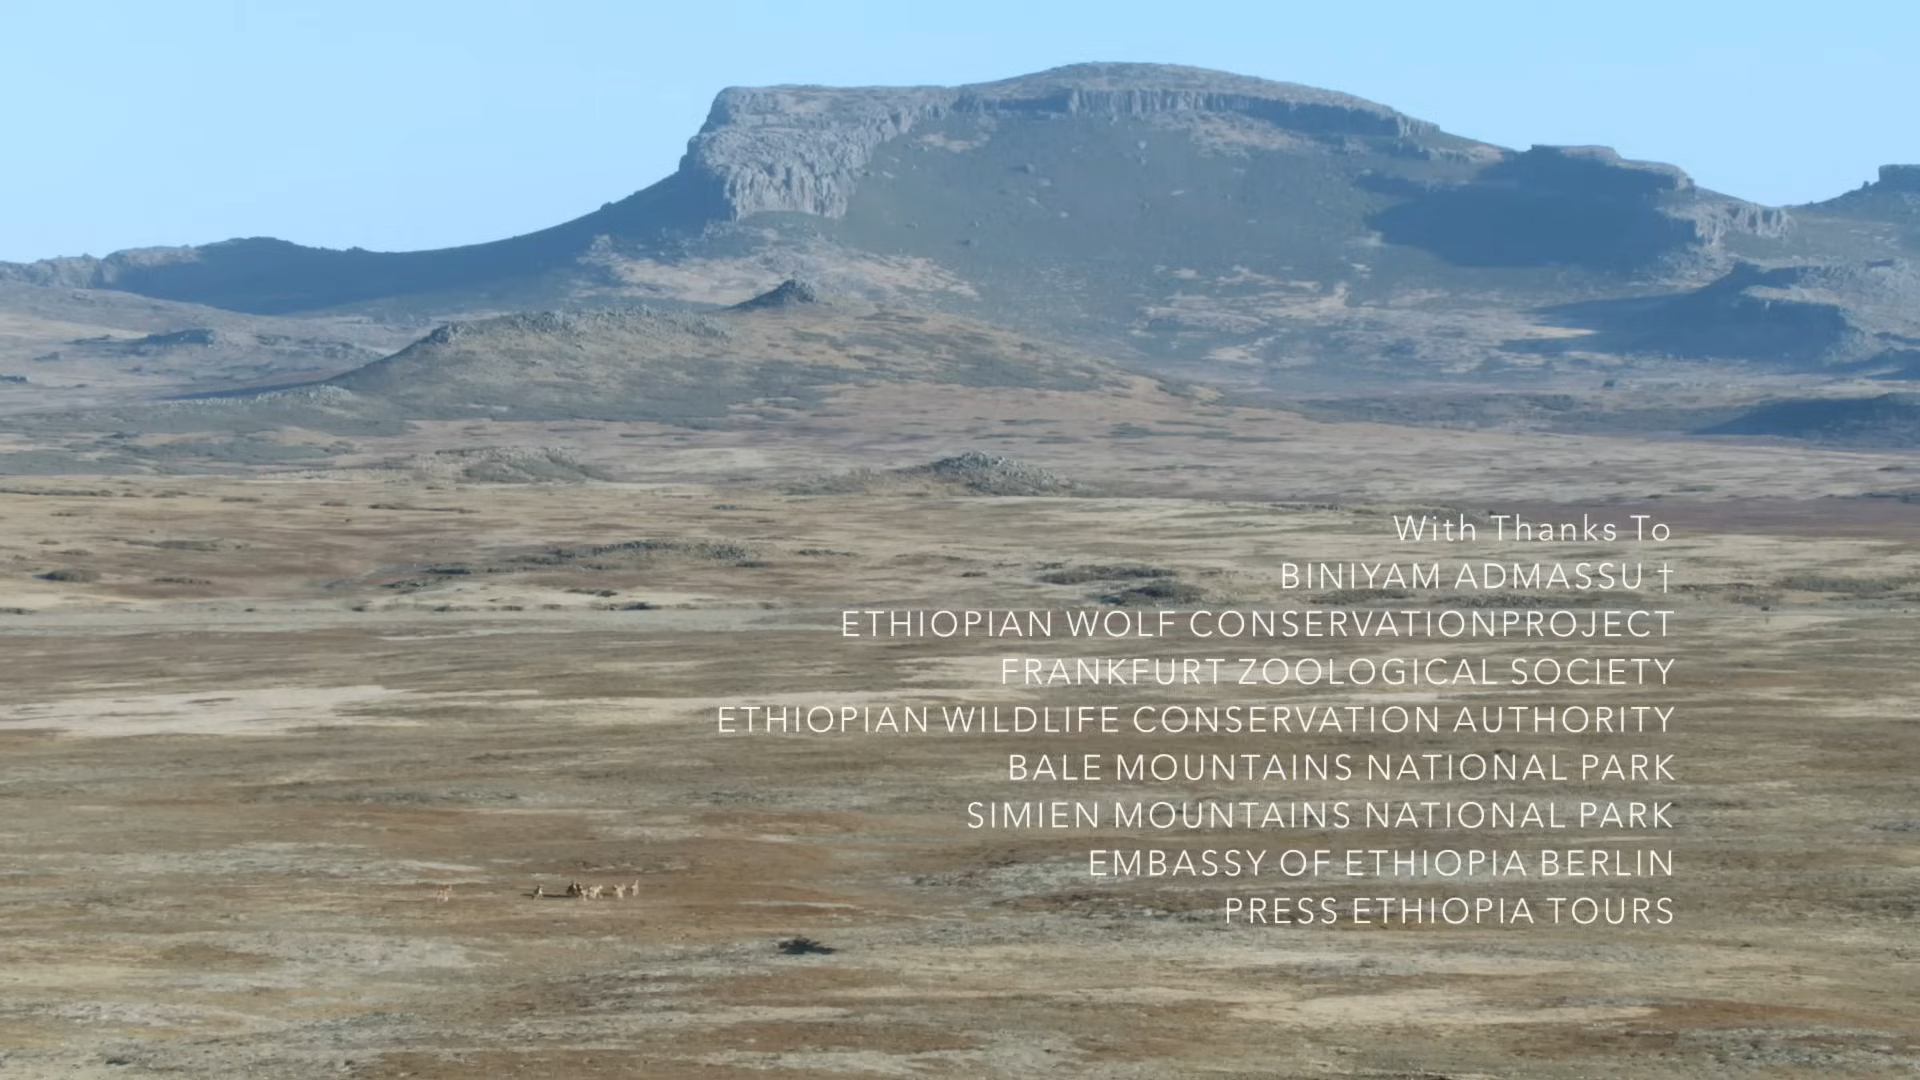 With Thanks To
BINIYAM ADMASSU †
ETHIOPIAN WOLF CONSERVATIONPROJECT
FRANKFURT ZOOLOGICAL SOCIETY
ETHIOPIAN WILDLIFE CONSERVATION AUTHORITY
BALE MOUNTAINS NATIONAL PARK
SIMIEN MOUNTAINS NATIONAL PARK
EMBASSY OF ETHIOPIA BERLIN
PRESS ETHIOPIA TOURS